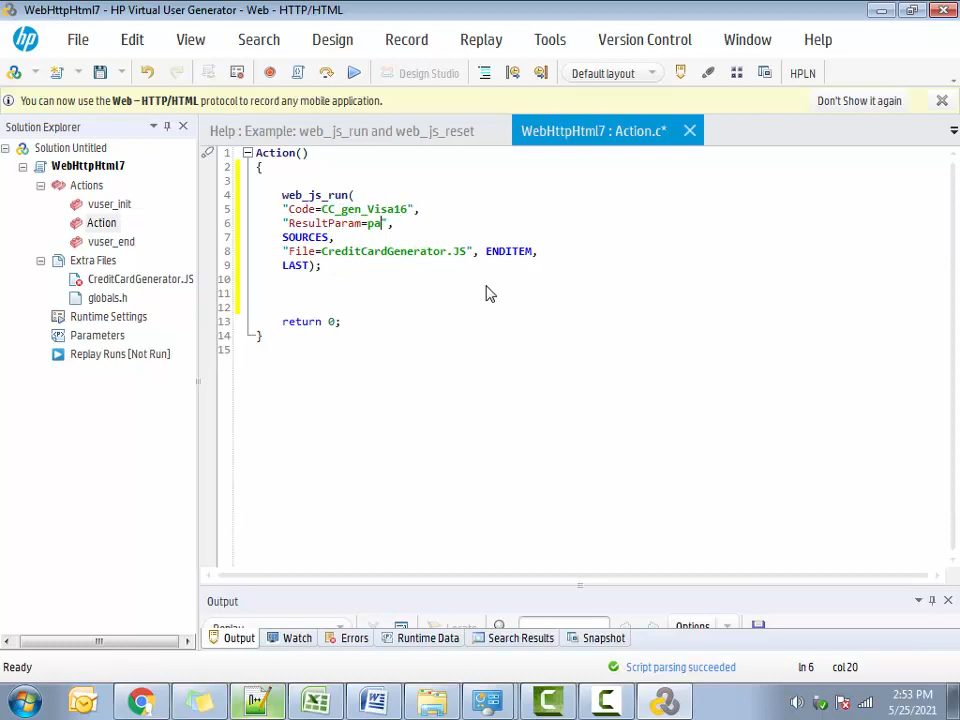 WebHttpHtml7 - HP Virtual User Generator - Web - HTTP/HTML
hp File Edit View Search Design Record Replay Tools Version Control Window Help
Design Studio Default layout HPLN
You can now use the Web – HTTP/HTML protocol to record any mobile application. Don't Show it again
Solution Explorer
Help : Example: web_js_run and web_js_reset WebHttpHtml7 : Action.c*
Solution Untitled
WebHttpHtml7
Actions
vuser_init
Action
vuser_end
Extra Files
CreditCardGenerator.JS
globals.h
Runtime Settings
Parameters
Replay Runs [Not Run]
1 Action()
2 {
3
4 web_js_run(
5 "Code=CC_gen_Visa16",
6 "ResultParam=pa",
7 SOURCES,
8 "File=CreditCardGenerator.JS", ENDITEM,
9 LAST);
10
11
12
13 return 0;
14 }
15
Output
Replay Locate Options
Output Watch Errors Runtime Data Search Results Snapshot
Ready Script parsing succeeded ln 6 col 20
2:53 PM
5/25/2021